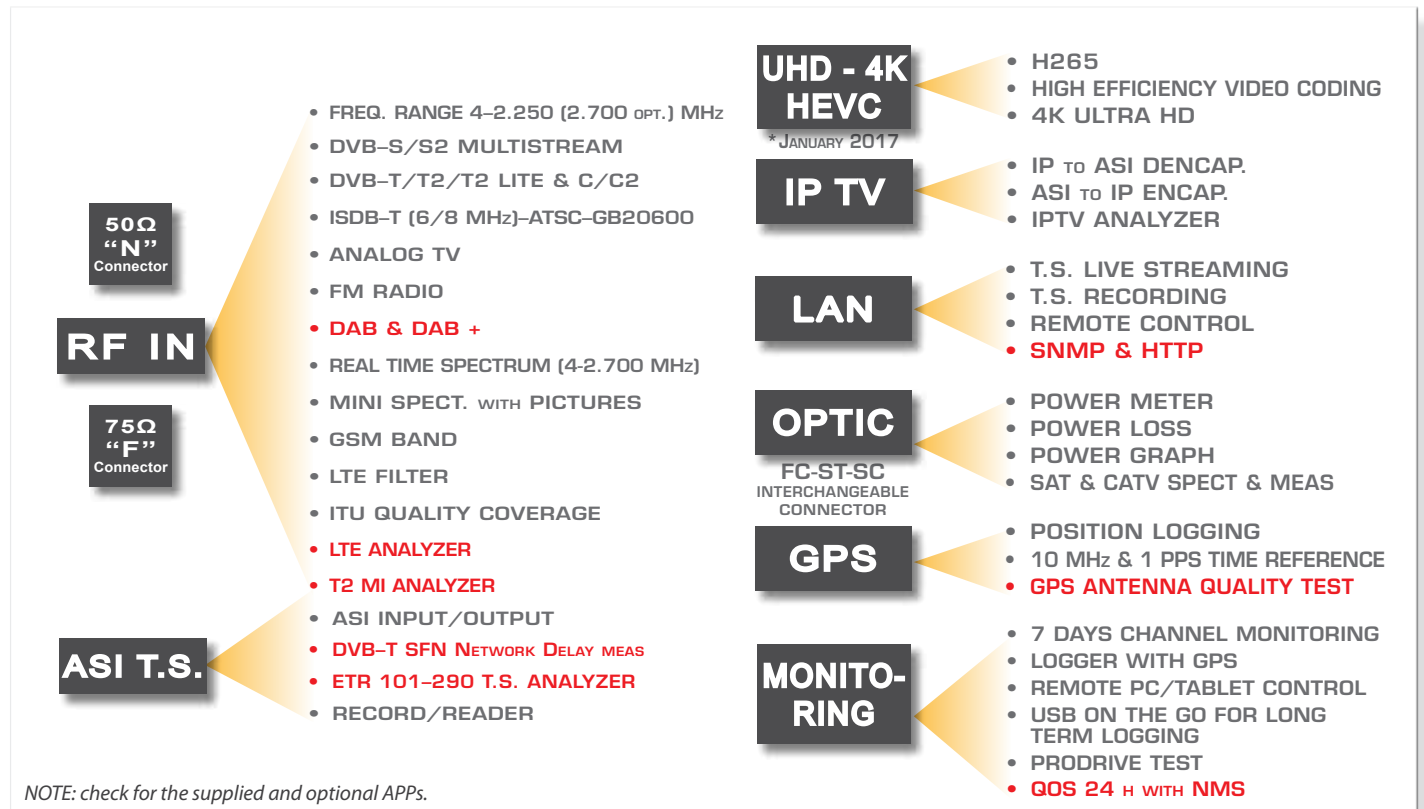 50Ω
“N”
Connector
RF IN
75Ω
“F”
Connector
• FREQ. RANGE 4–2.250 (2.700 OPT.) MHz
• DVB–S/S2 MULTISTREAM
• DVB–T/T2/T2 LITE & C/C2
• ISDB–T (6/8 MHz)–ATSC–GB20600
• ANALOG TV
• FM RADIO
• DAB & DAB +
• REAL TIME SPECTRUM (4-2.700 MHz)
• MINI SPECT. WITH PICTURES
• GSM BAND
• LTE FILTER
• ITU QUALITY COVERAGE
• LTE ANALYZER
• T2 MI ANALYZER
ASI T.S.
• ASI INPUT/OUTPUT
• DVB–T SFN NETWORK DELAY MEAS
• ETR 101–290 T.S. ANALYZER
• RECORD/READER
UHD - 4K
HEVC
*JANUARY 2017
• H265
• HIGH EFFICIENCY VIDEO CODING
• 4K ULTRA HD
IP TV
• IP TO ASI DENCAP.
• ASI TO IP ENCAP.
• IPTV ANALYZER
LAN
• T.S. LIVE STREAMING
• T.S. RECORDING
• REMOTE CONTROL
• SNMP & HTTP
OPTIC
FC-ST-SC
INTERCHANGEABLE
CONNECTOR
• POWER METER
• POWER LOSS
• POWER GRAPH
• SAT & CATV SPECT & MEAS
GPS
• POSITION LOGGING
• 10 MHz & 1 PPS TIME REFERENCE
• GPS ANTENNA QUALITY TEST
MONITO-
RING
• 7 DAYS CHANNEL MONITORING
• LOGGER WITH GPS
• REMOTE PC/TABLET CONTROL
• USB ON THE GO FOR LONG
TERM LOGGING
• PRODRIVE TEST
• QOS 24 H WITH NMS
NOTE: check for the supplied and optional APPs.